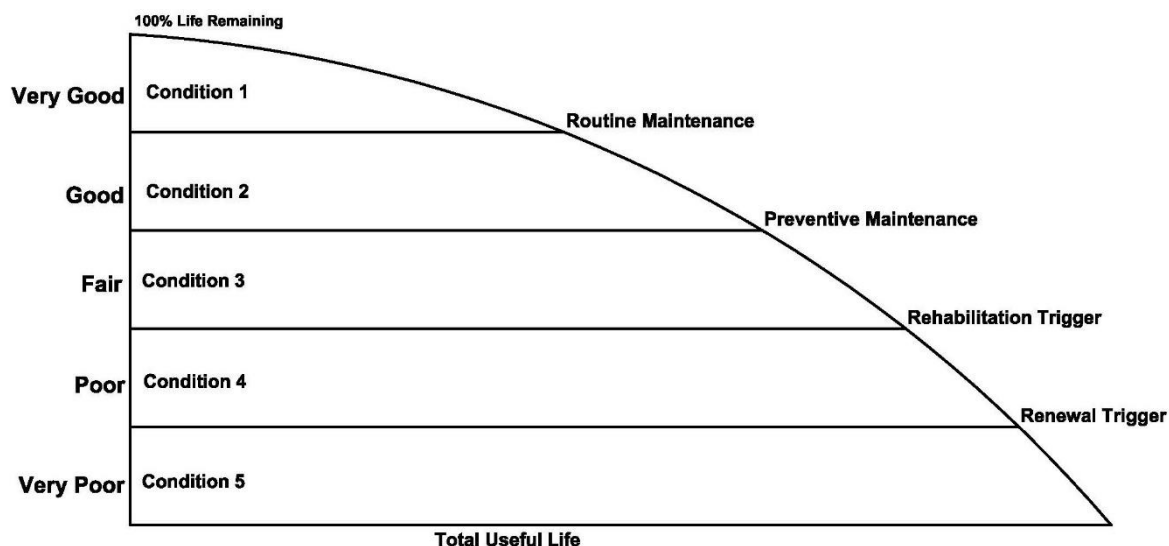 100% Life Remaining
Very Good
Condition 1
Routine Maintenance
Good
Condition 2
Preventive Maintenance
Fair
Condition 3
Rehabilitation Trigger
Poor
Condition 4
Renewal Trigger
Very Poor
Condition 5
Total Useful Life